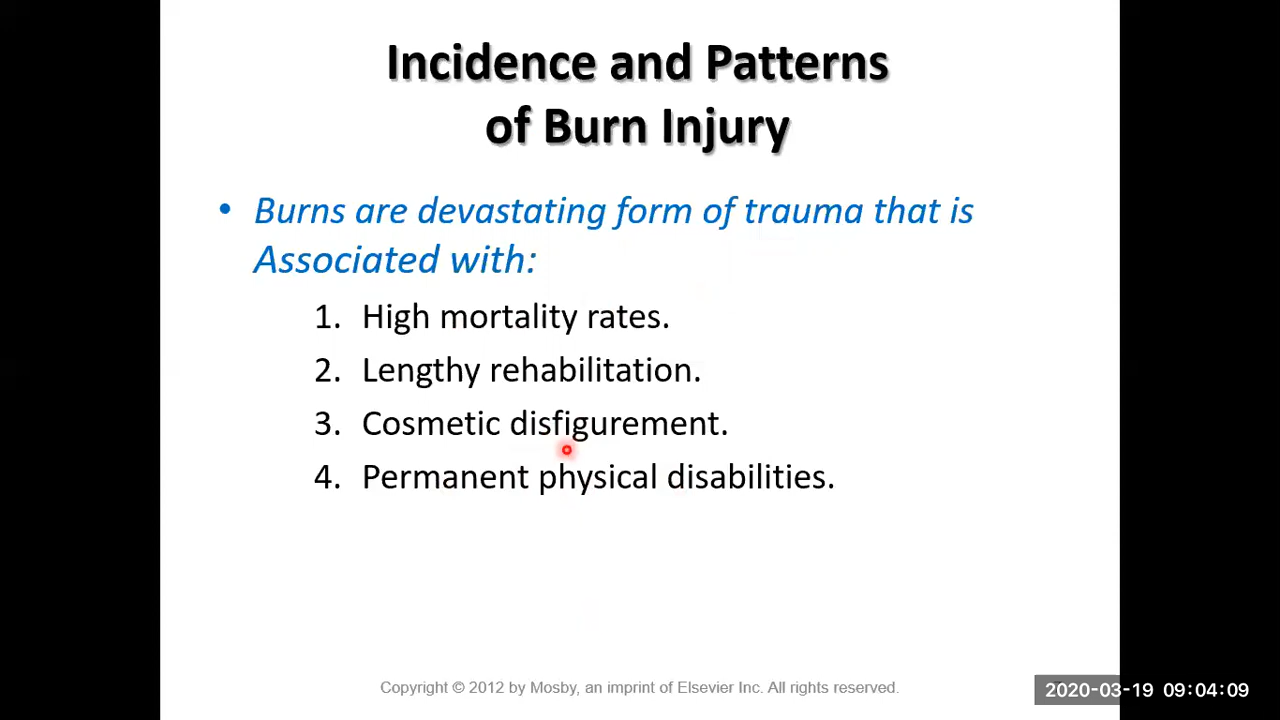 Incidence and Patterns
of Burn Injury
• Burns are devastating form of trauma that is
Associated with:
1. High mortality rates.
2. Lengthy rehabilitation.
3. Cosmetic disfigurement.
4. Permanent physical disabilities.
Copyright © 2012 by Mosby, an imprint of Elsevier Inc. All rights reserved.
2020-03-19 09:04:09